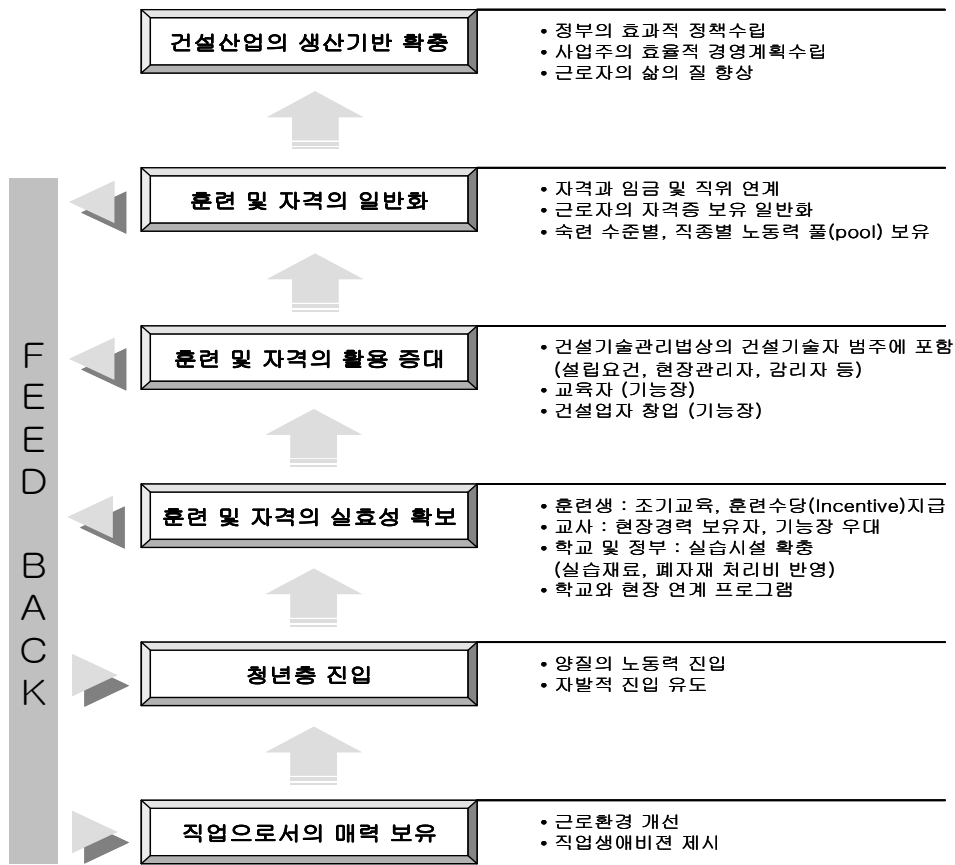 건설산업의 생산기반 확충
• 정부의 효과적 정책수립
• 사업주의 효율적 경영계획수립
• 근로자의 삶의 질 향상
훈련 및 자격의 일반화
• 자격과 임금 및 직위 연계
• 근로자의 자격증 보유 일반화
• 숙련 수준별, 직종별 노동력 풀(pool) 보유
훈련 및 자격의 활용 증대
• 건설기술관리법상의 건설기술자 범주에 포함
(설립요건, 현장관리자, 감리자 등)
• 교육자 (기능장)
• 건설업자 창업 (기능장)
훈련 및 자격의 실효성 확보
• 훈련생 : 조기교육, 훈련수당(Incentive)지급
• 교사 : 현장경력 보유자, 기능장 우대
• 학교 및 정부 : 실습시설 확충
(실습재료, 폐자재 처리비 반영)
• 학교와 현장 연계 프로그램
청년층 진입
• 양질의 노동력 진입
• 자발적 진입 유도
직업으로서의 매력 보유
• 근로환경 개선
• 직업생애비젼 제시
FEED BACK